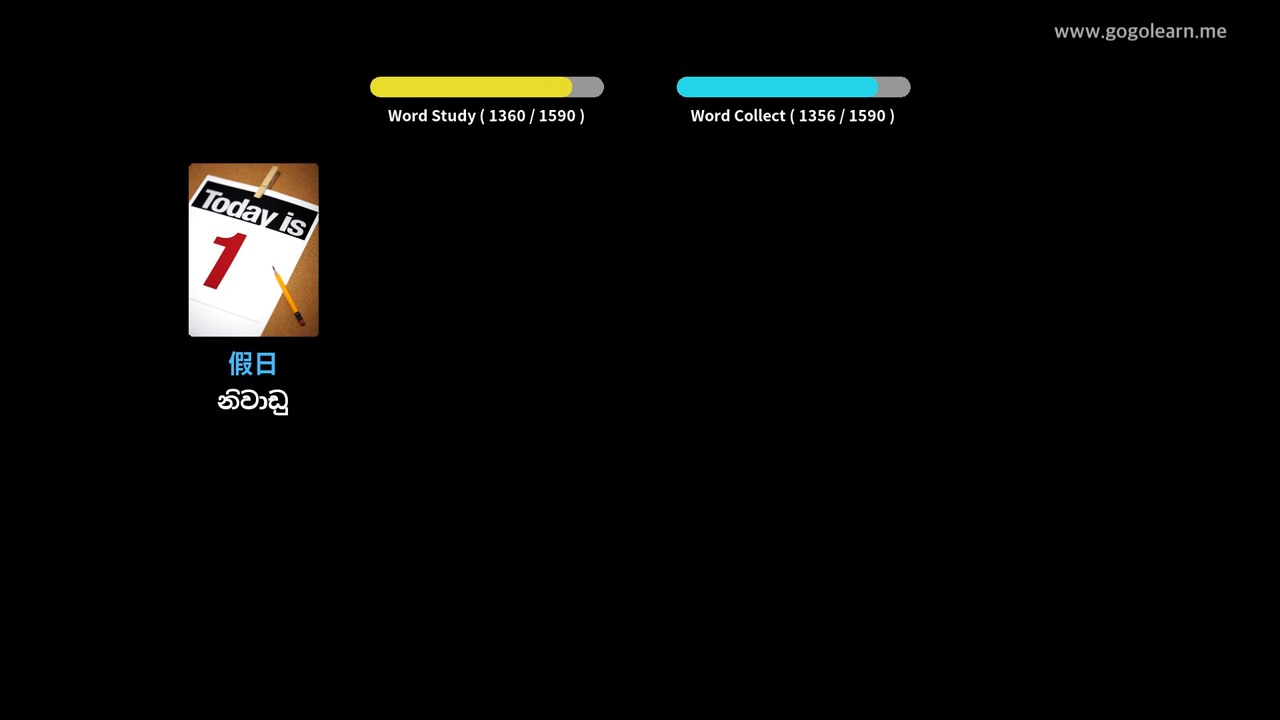 www.gogolearn.me
Word Study ( 1360 / 1590 )
Word Collect ( 1356 / 1590 )
Today is
1
假日
නිවාඩු